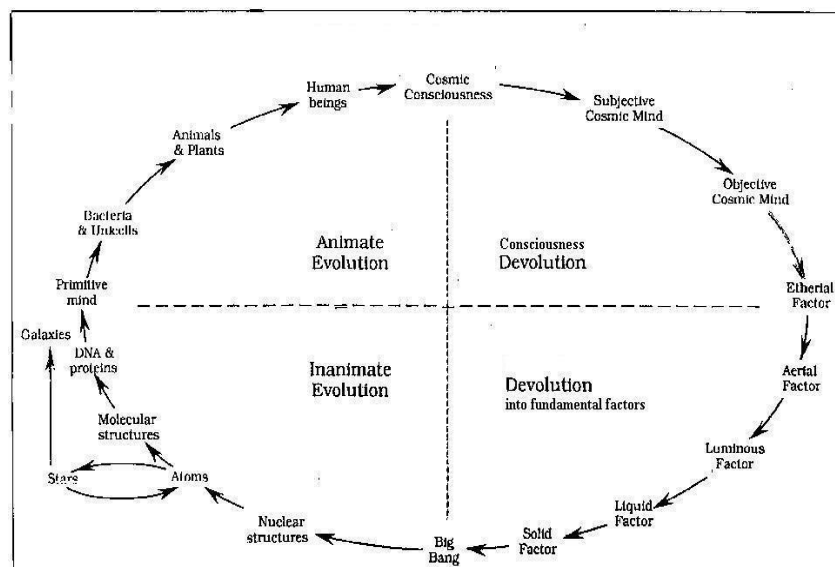 Cosmic
Consciousness
Subjective
Cosmic Mind
Objective
Cosmic Mind
Etherial
Factor
Aerial
Factor
Luminous
Factor
Liquid
Factor
Solid
Factor
Big
Bang
Nuclear
structures
Atoms
Stars
Galaxies
Molecular
structures
DNA &
proteins
Primitive
mind
Bacteria
& Unicells
Animals
& Plants
Human
beings
Animate
Evolution
Consciousness
Devolution
Inanimate
Evolution
Devolution
into fundamental factors